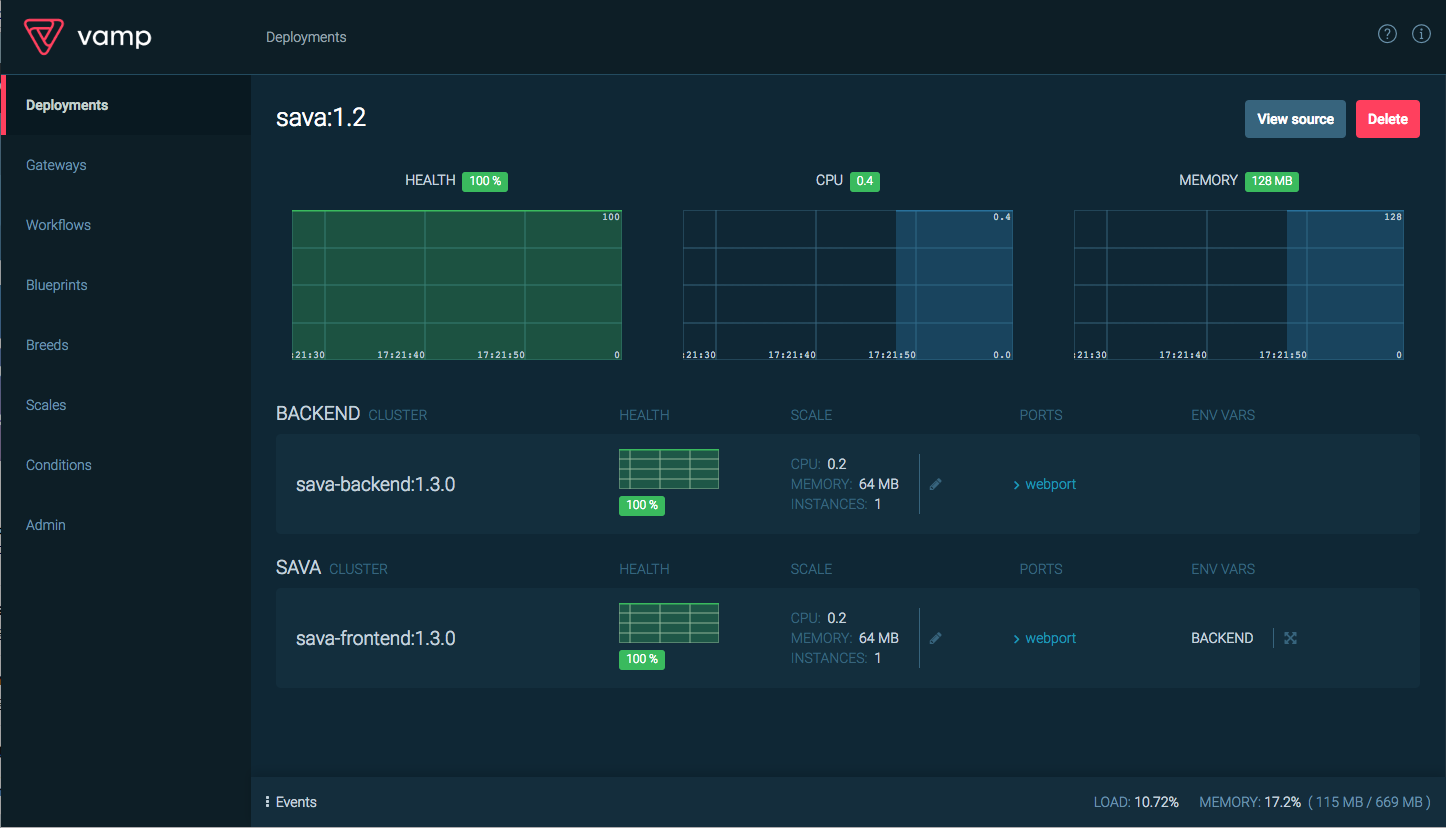 vamp
Deployments
Deployments
Gateways
Workflows
Blueprints
Breeds
Scales
Conditions
Admin
sava:1.2
View source
Delete
HEALTH 100 %
CPU 0.4
MEMORY 128 MB
100
:21:30 17:21:40 17:21:50 0
0.4
:21:30 17:21:40 17:21:50 0.0
128
:21:30 17:21:40 17:21:50 0
BACKEND CLUSTER HEALTH SCALE PORTS ENV VARS
sava-backend:1.3.0
100 %
CPU: 0.2
MEMORY: 64 MB
INSTANCES: 1
webport
SAVA CLUSTER HEALTH SCALE PORTS ENV VARS
sava-frontend:1.3.0
100 %
CPU: 0.2
MEMORY: 64 MB
INSTANCES: 1
webport
BACKEND
Events
LOAD: 10.72% MEMORY: 17.2% ( 115 MB / 669 MB )